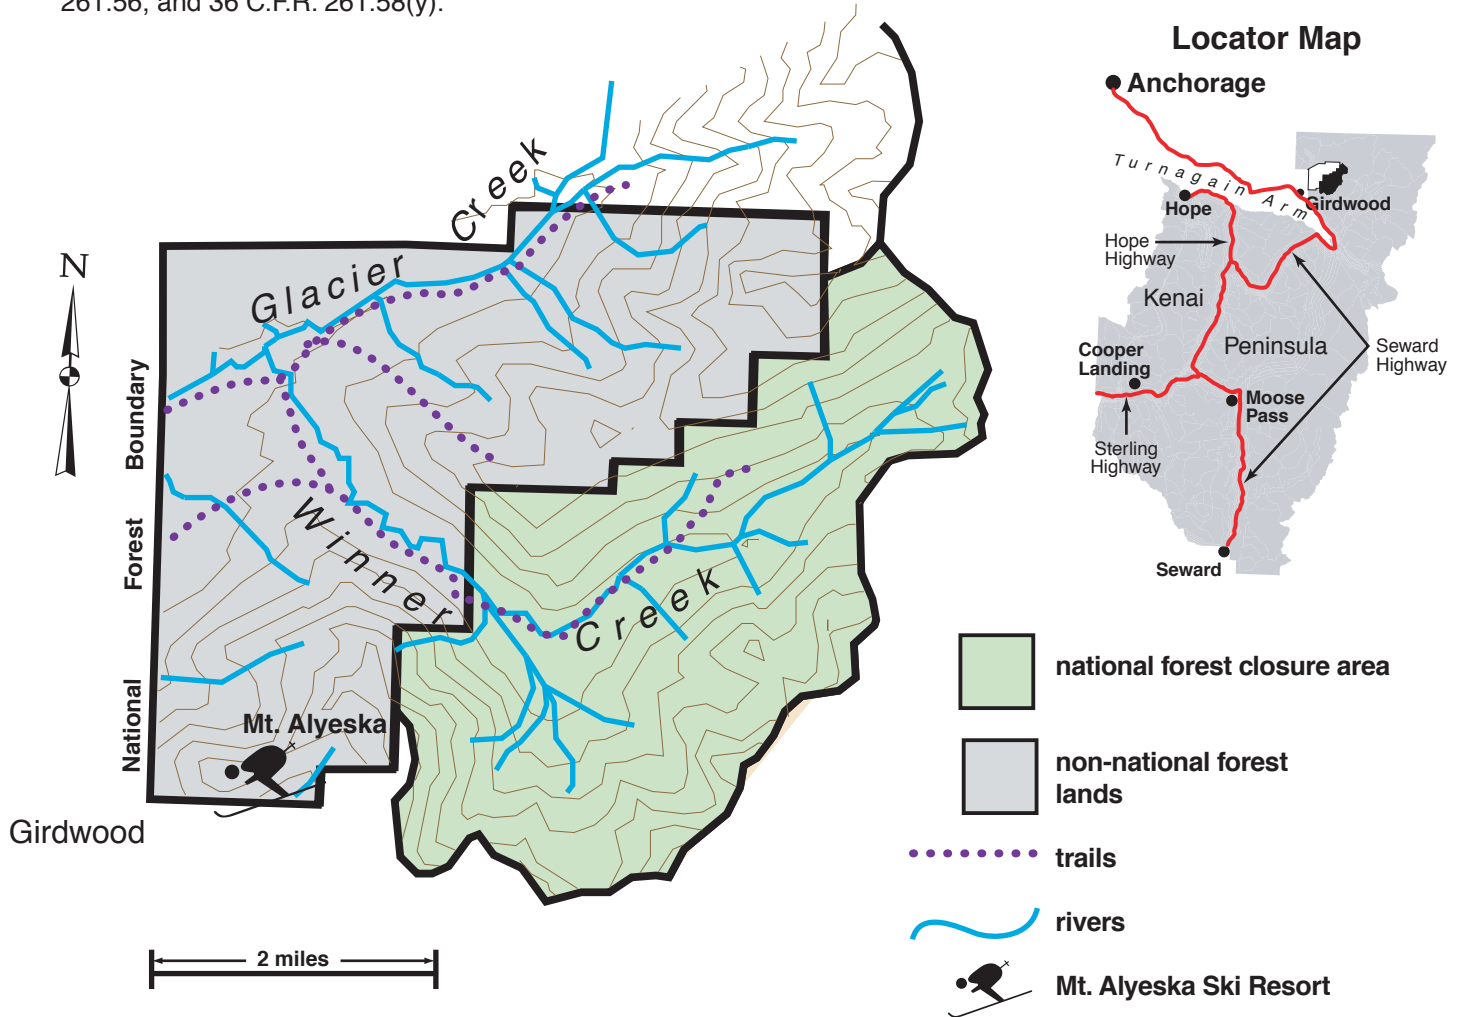 261.56, and 36 C.F.R. 261.58(y).
Locator Map
Anchorage
Turnagain Arm
Girdwood
Hope
Hope
Highway
Kenai
Peninsula
Seward
Highway
Cooper
Landing
Moose
Pass
Sterling
Highway
Seward
N
Glacier Creek
National Forest Boundary
Winner Creek
Mt. Alyeska
Girdwood
2 miles
national forest closure area
non-national forest
lands
trails
rivers
Mt. Alyeska Ski Resort